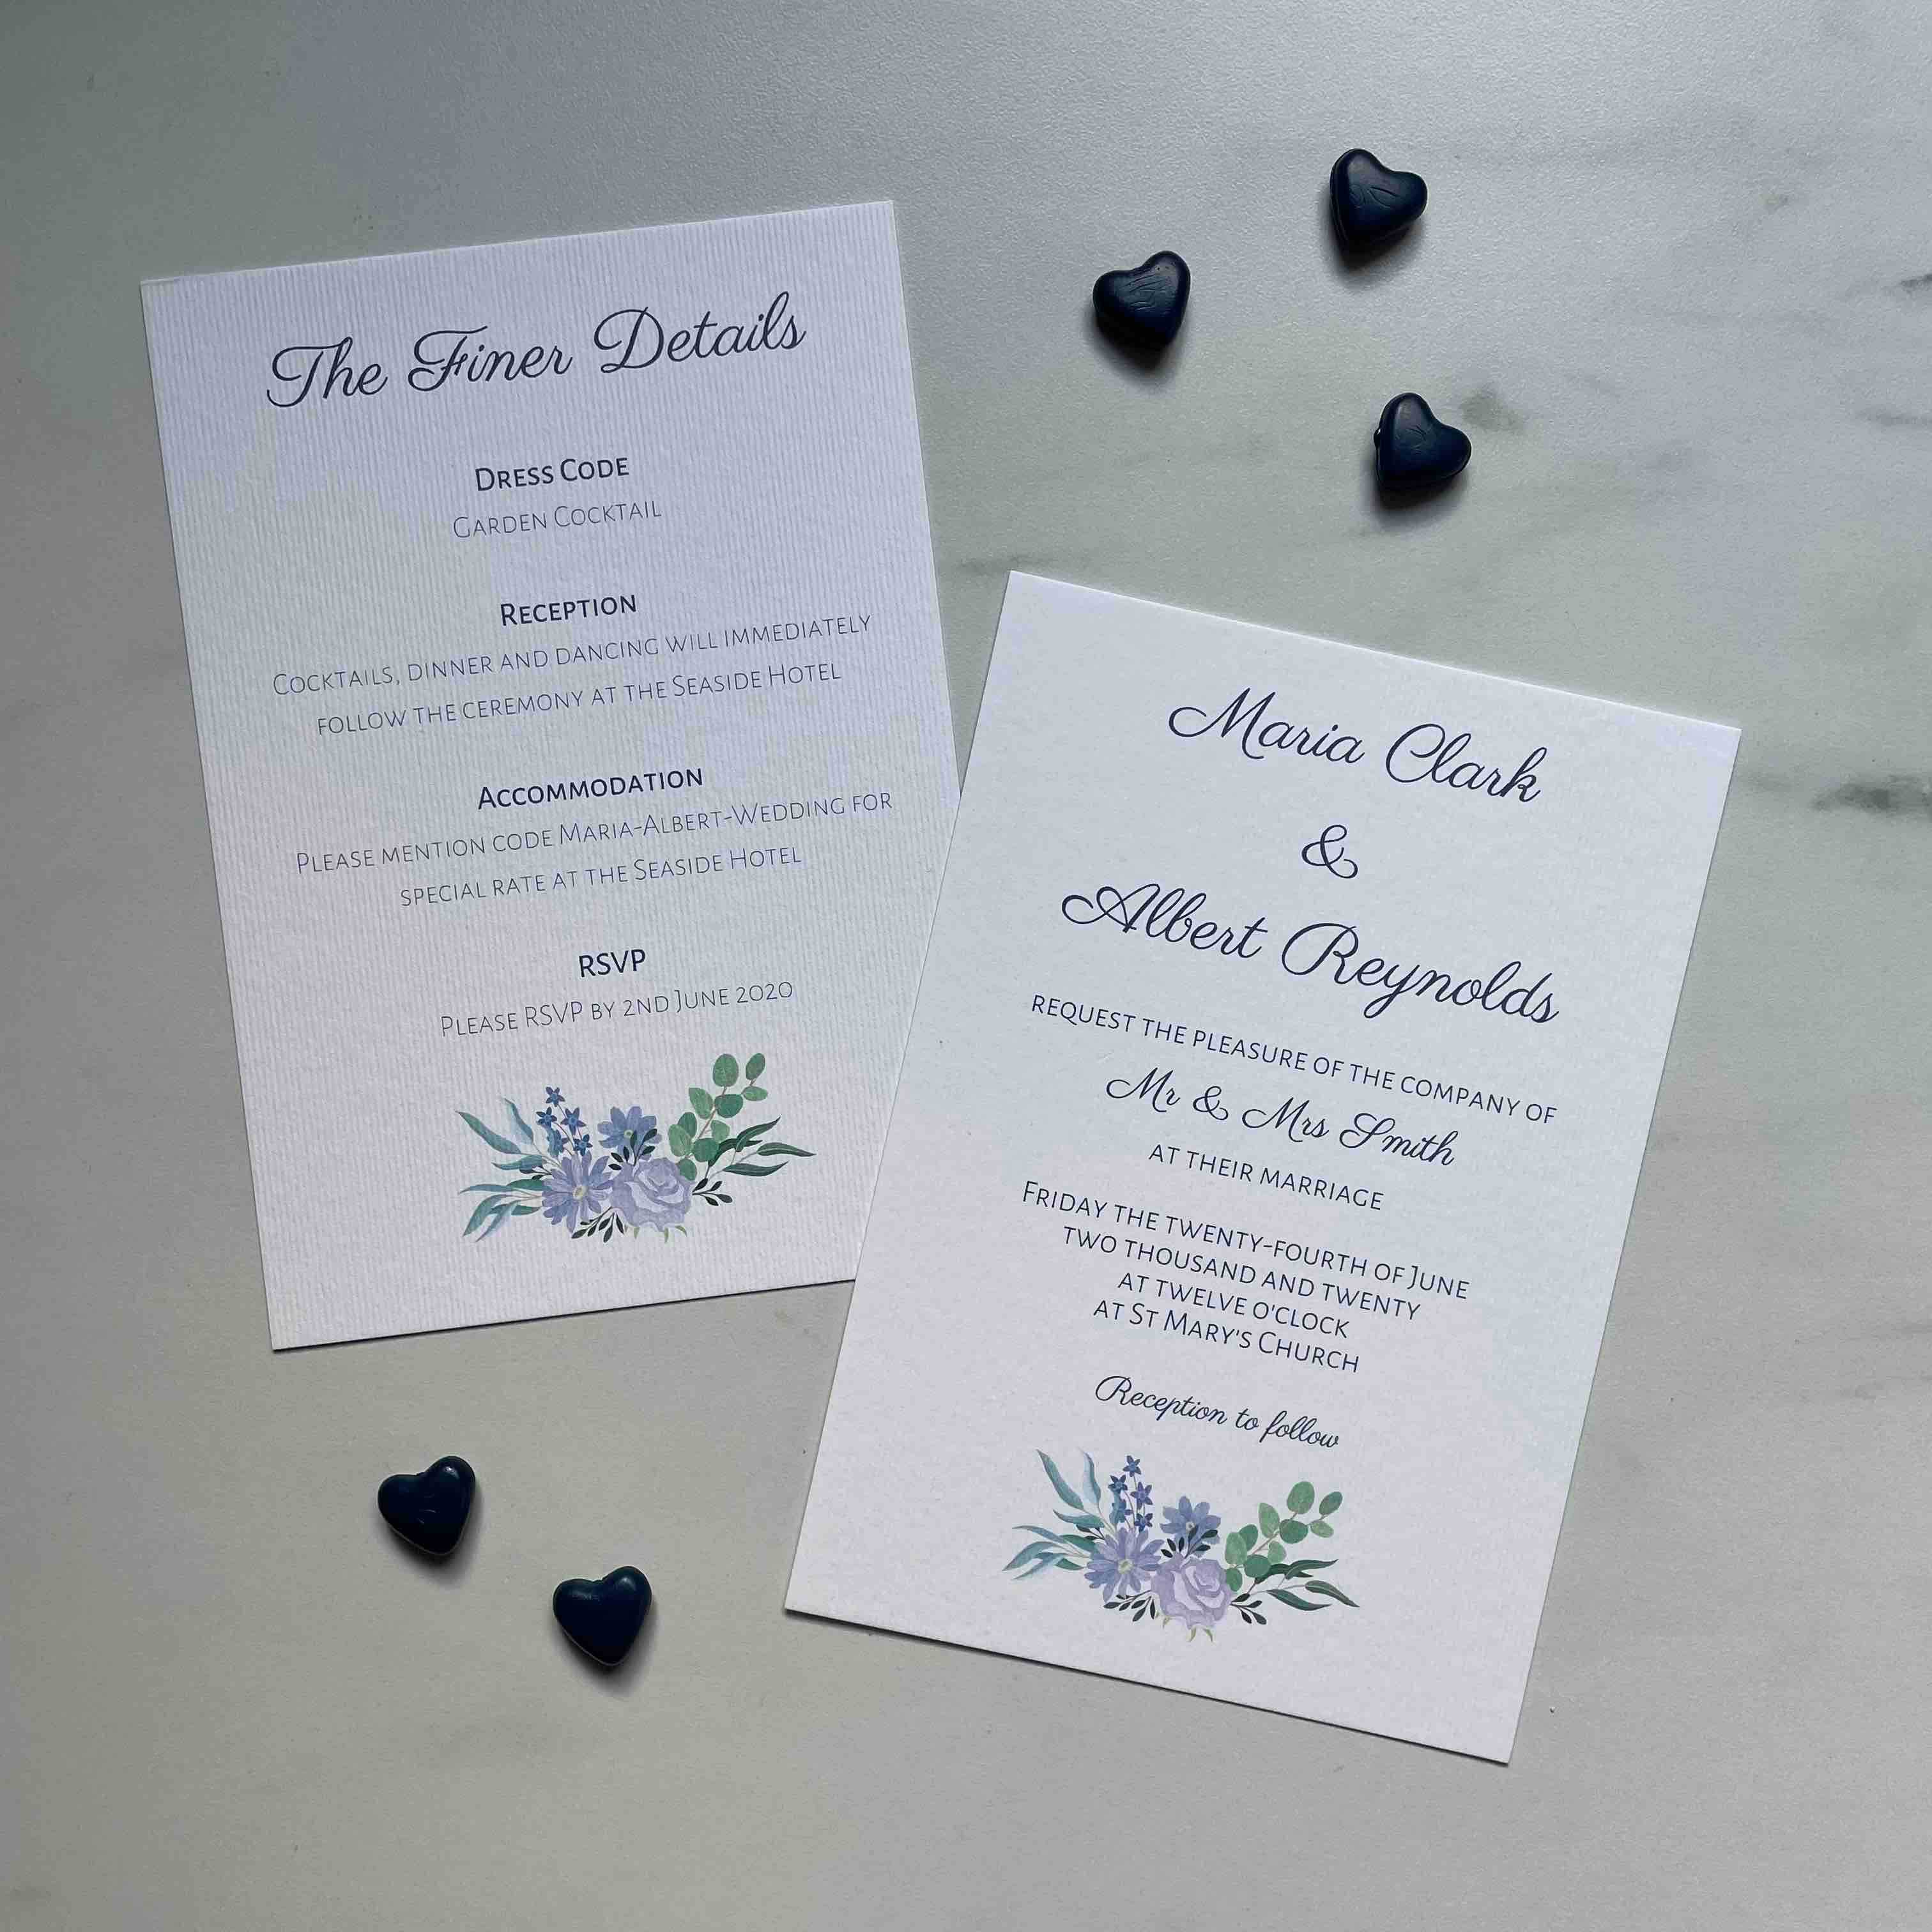 The Finer Details
Dress Code
Garden Cocktail
Reception
Cocktails, dinner and dancing will immediately
follow the ceremony at the Seaside Hotel
Accommodation
Please mention code Maria-Albert-Wedding for
special rate at the Seaside Hotel
RSVP
Please RSVP by 2nd June 2020
Maria Clark
&
Albert Reynolds
request the pleasure of the company of
Mr & Mrs Smith
at their marriage
Friday the twenty-fourth of June
two thousand and twenty
at twelve o'clock
at St Mary's Church
Reception to follow